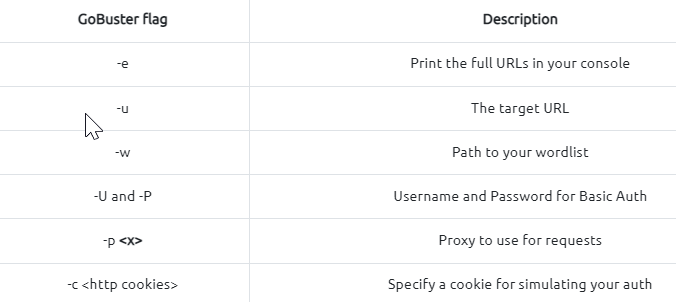 GoBuster flag Description
-e Print the full URLs in your console
-u The target URL
-w Path to your wordlist
-U and -P Username and Password for Basic Auth
-p <x> Proxy to use for requests
-c <http cookies> Specify a cookie for simulating your auth